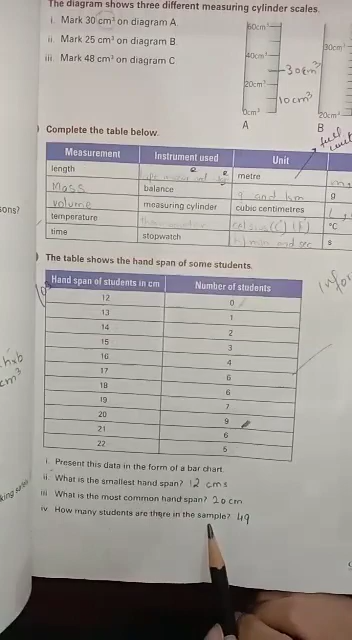 The diagram shows three different measuring cylinder scales.
i. Mark 30 cm³ on diagram A.
ii. Mark 25 cm³ on diagram B.
iii. Mark 48 cm³ on diagram C
60cm³
40cm³
30cm³
20cm³
10cm³
0cm³
A
30cm³
20cm³
B
Complete the table below.
Measurement Instrument used Unit
length metre
Mass balance g
volume measuring cylinder cubic centimetres
temperature °C
time stopwatch s
sons?
The table shows the hand span of some students.
Hand span of students in cm Number of students
12 0
13 1
14 2
15 3
16 4
17 6
18 6
19 7
20 9
21 6
22 5
cm³
i. Present this data in the form of a bar chart.
ii. What is the smallest hand span? 12 cms
iii. What is the most common hand span? 20 cm
iv. How many students are there in the sample? 49